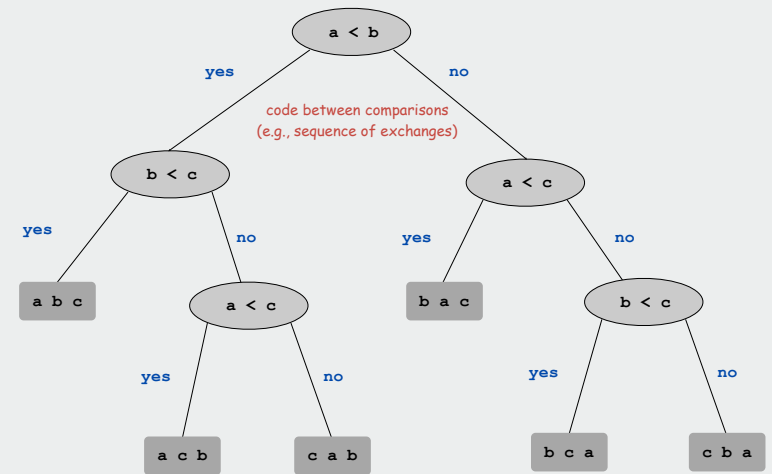 a < b
yes
no
code between comparisons
(e.g., sequence of exchanges)
b < c
a < c
yes
no
yes
no
a b c
a < c
b a c
b < c
yes
no
yes
no
a c b
c a b
b c a
c b a